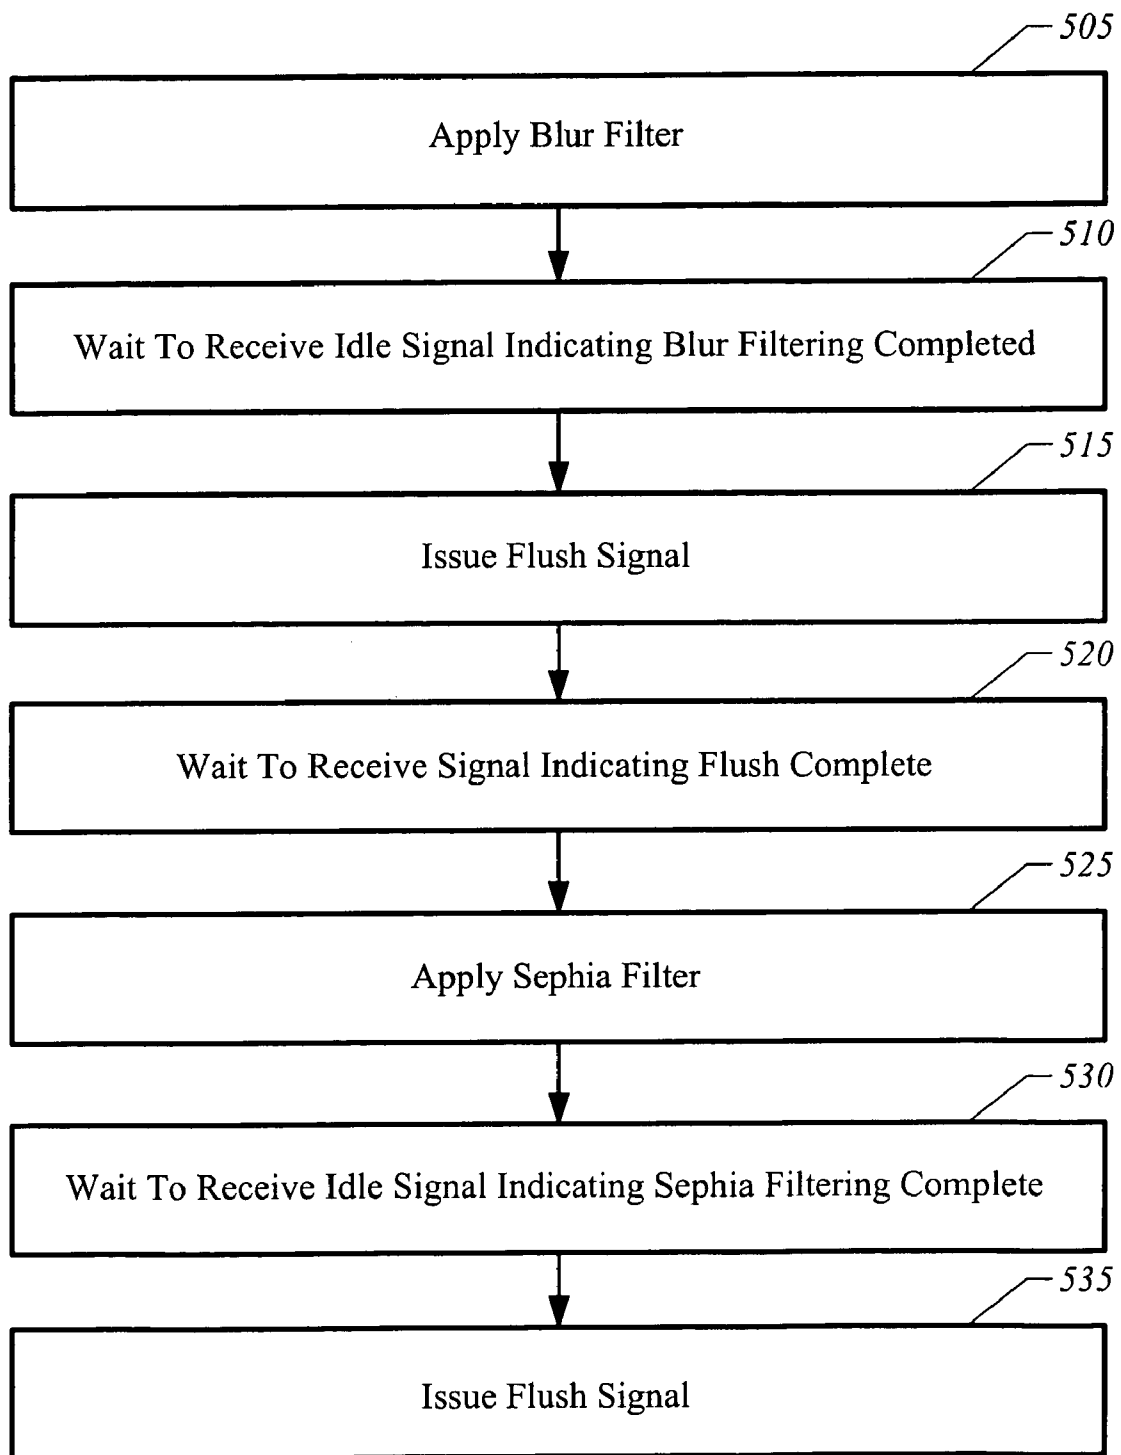 505
Apply Blur Filter
510
Wait To Receive Idle Signal Indicating Blur Filtering Completed
515
Issue Flush Signal
520
Wait To Receive Signal Indicating Flush Complete
525
Apply Sephia Filter
530
Wait To Receive Idle Signal Indicating Sephia Filtering Complete
535
Issue Flush Signal